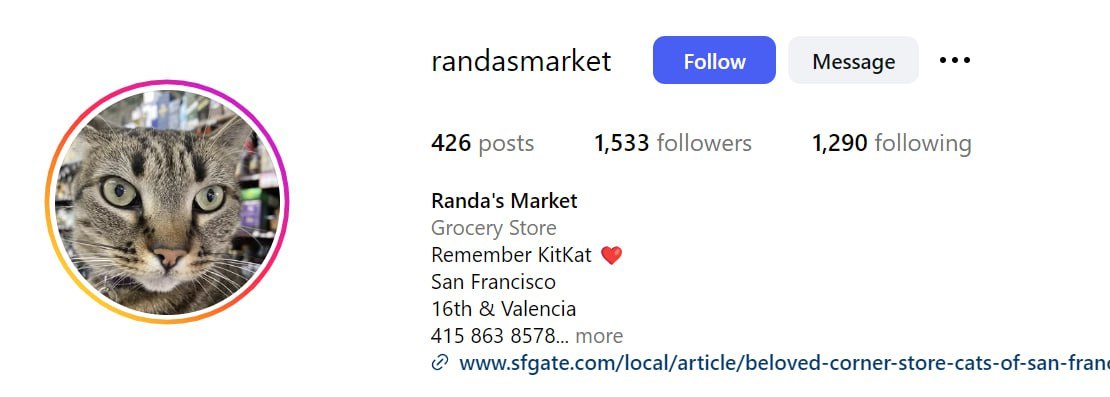 randasmarket Follow Message
426 posts 1,533 followers 1,290 following
Randa's Market
Grocery Store
Remember KitKat ❤️
San Francisco
16th & Valencia
415 863 8578... more
www.sfgate.com/local/article/beloved-corner-store-cats-of-san-franc